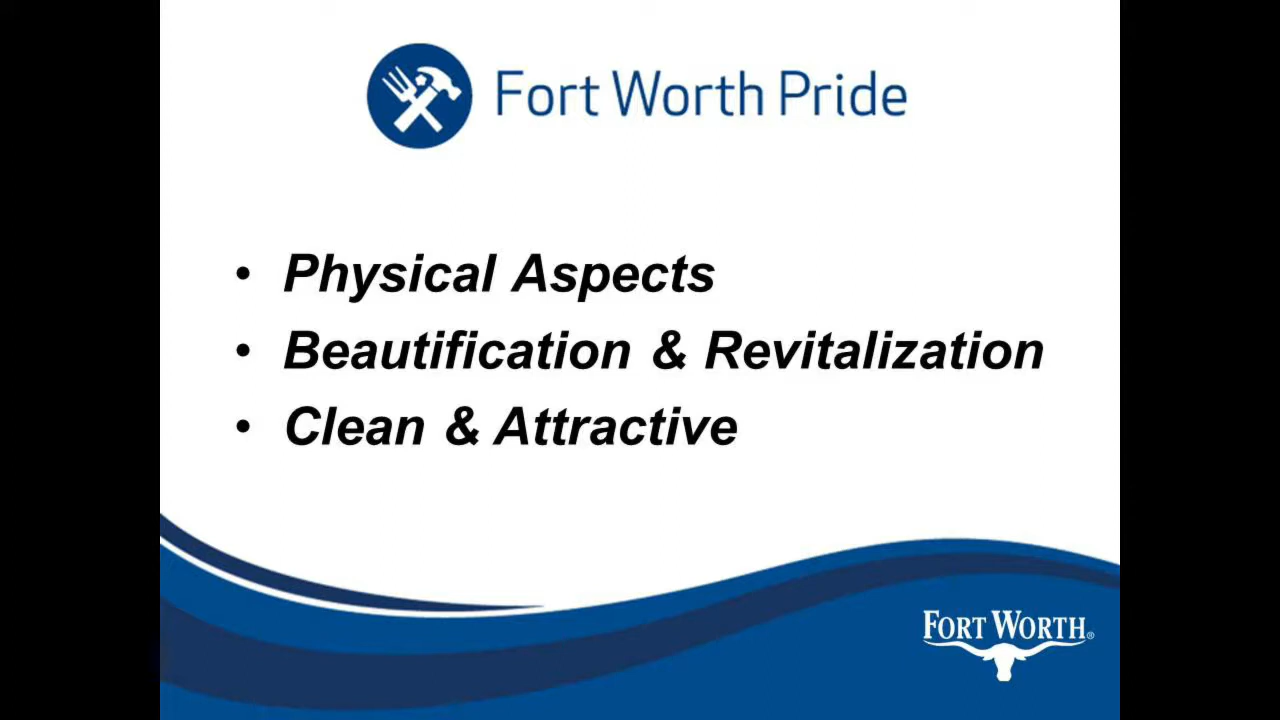 Fort Worth Pride
• Physical Aspects
• Beautification & Revitalization
• Clean & Attractive
FORT WORTH®